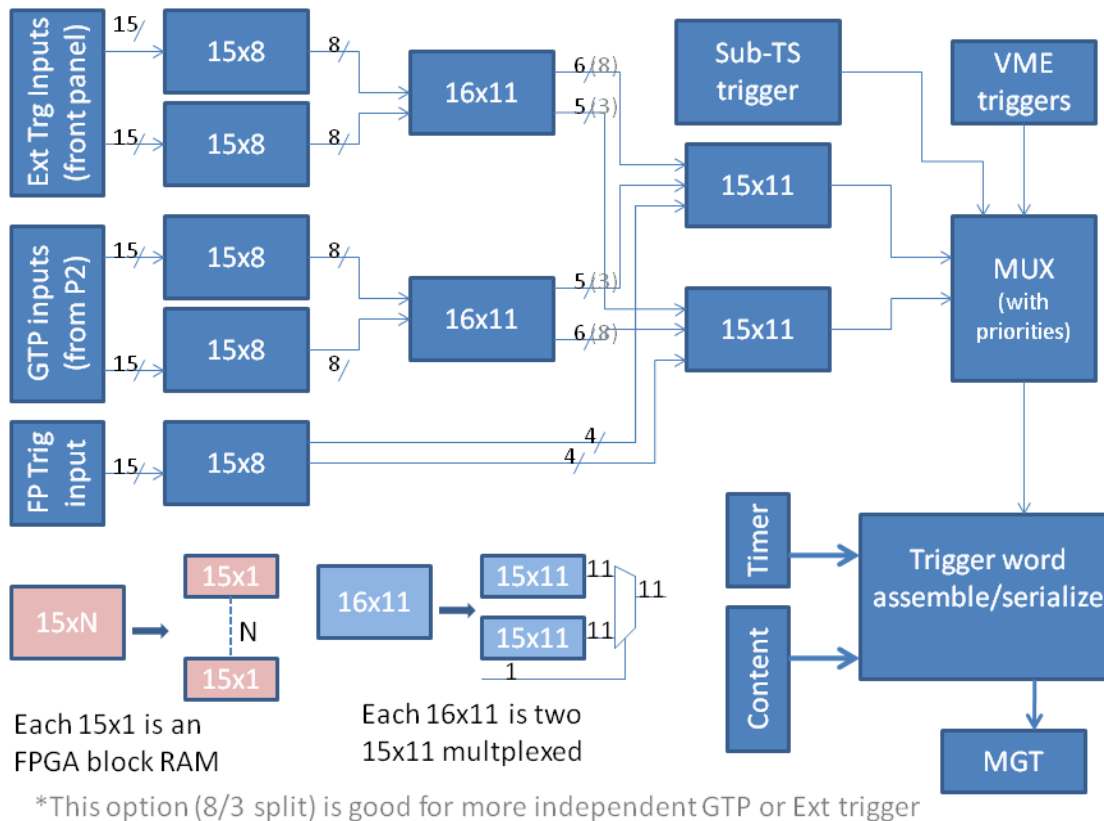 Ext Trg Inputs
(front panel)
15
15
15x8
15x8
8
8
16x11
6(8)
5(3)
Sub-TS
trigger
VME
triggers
GTP inputs
(from P2)
15
15
15x8
15x8
8
8
16x11
5(3)
6(8)
15x11
15x11
MUX
(with
priorities)
FP Trig
input
15
15x8
4
4
Timer
Content
Trigger word
assemble/serialize
MGT
15xN
15x1
N
15x1
Each 15x1 is an
FPGA block RAM
16x11
15x11
11
15x11
11
11
1
Each 16x11 is two
15x11 multplexed
*This option (8/3 split) is good for more independent GTP or Ext trigger